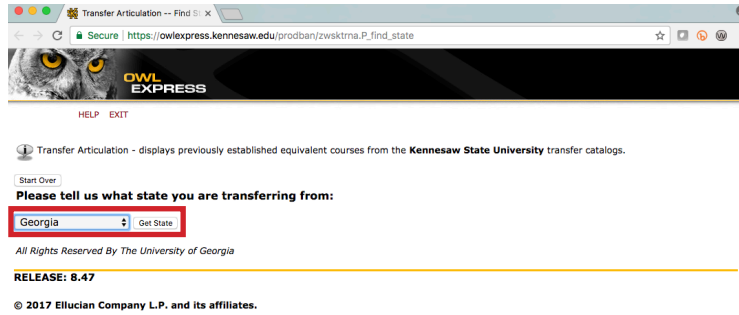 Transfer Articulation -- Find St
Secure | https://owlexpress.kennesaw.edu/prodban/zwsktrna.P_find_state
OWL
EXPRESS
HELP EXIT
Transfer Articulation - displays previously established equivalent courses from the Kennesaw State University transfer catalogs.
Start Over
Please tell us what state you are transferring from:
Georgia Get State
All Rights Reserved By The University of Georgia
RELEASE: 8.47
© 2017 Ellucian Company L.P. and its affiliates.